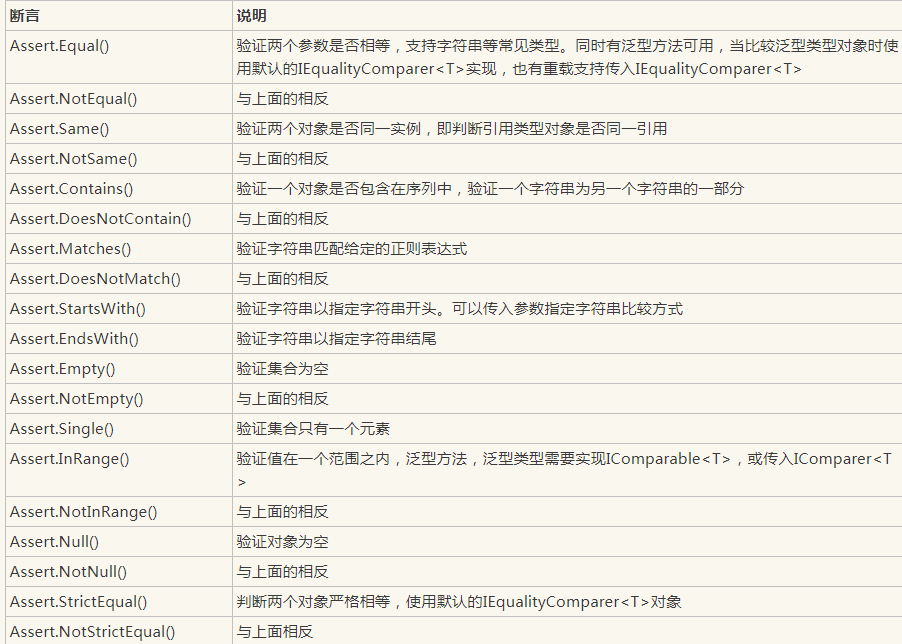 断言 说明
Assert.Equal() 验证两个参数是否相等，支持字符串等常见类型。同时有泛型方法可用，当比较泛型类型对象时使
用默认的IEqualityComparer<T>实现，也有重载支持传入IEqualityComparer<T>
Assert.NotEqual() 与上面的相反
Assert.Same() 验证两个对象是否同一实例，即判断引用类型对象是否同一引用
Assert.NotSame() 与上面的相反
Assert.Contains() 验证一个对象是否包含在序列中，验证一个字符串为另一个字符串的一部分
Assert.DoesNotContain() 与上面的相反
Assert.Matches() 验证字符串匹配给定的正则表达式
Assert.DoesNotMatch() 与上面的相反
Assert.StartsWith() 验证字符串以指定字符串开头。可以传入参数指定字符串比较方式
Assert.EndsWith() 验证字符串以指定字符串结尾
Assert.Empty() 验证集合为空
Assert.NotEmpty() 与上面的相反
Assert.Single() 验证集合只有一个元素
Assert.InRange() 验证值在一个范围之内，泛型方法，泛型类型需要实现IComparable<T>，或传入IComparer<T
>
Assert.NotInRange() 与上面的相反
Assert.Null() 验证对象为空
Assert.NotNull() 与上面的相反
Assert.StrictEqual() 判断两个对象严格相等，使用默认的IEqualityComparer<T>对象
Assert.NotStrictEqual() 与上面相反